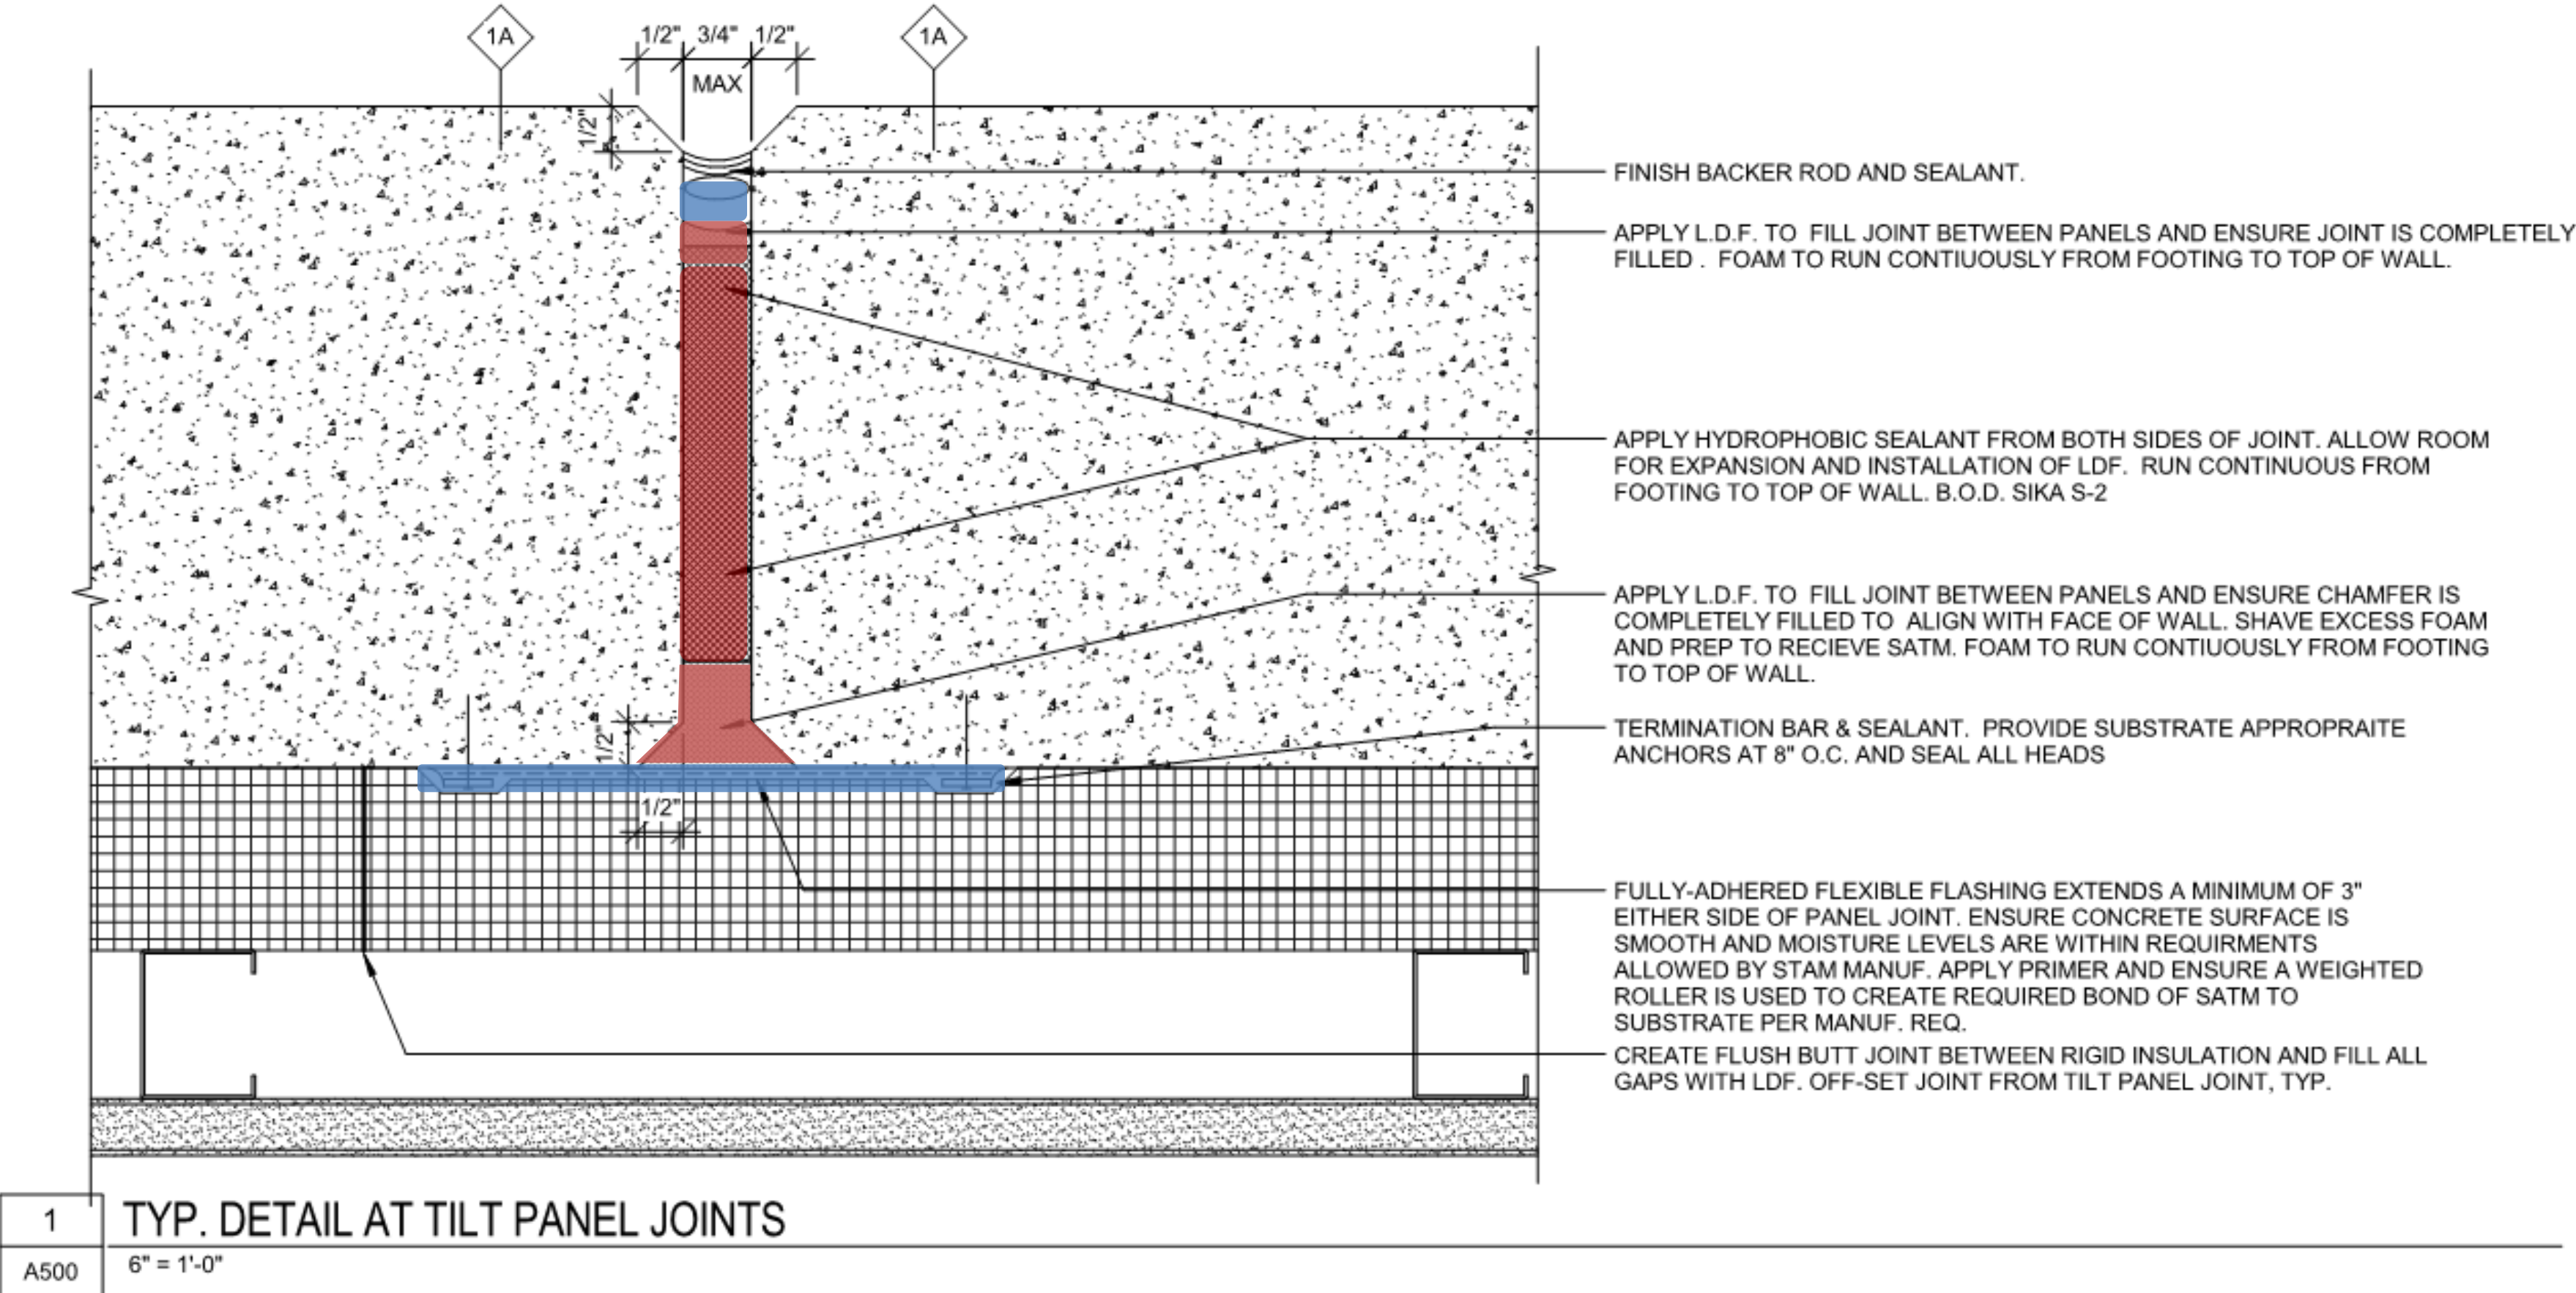 1A
1/2" 3/4" 1/2"
MAX
1A
1/2"
FINISH BACKER ROD AND SEALANT.
APPLY L.D.F. TO FILL JOINT BETWEEN PANELS AND ENSURE JOINT IS COMPLETELY
FILLED . FOAM TO RUN CONTIUOUSLY FROM FOOTING TO TOP OF WALL.
APPLY HYDROPHOBIC SEALANT FROM BOTH SIDES OF JOINT. ALLOW ROOM
FOR EXPANSION AND INSTALLATION OF LDF. RUN CONTINUOUS FROM
FOOTING TO TOP OF WALL. B.O.D. SIKA S-2
APPLY L.D.F. TO FILL JOINT BETWEEN PANELS AND ENSURE CHAMFER IS
COMPLETELY FILLED TO ALIGN WITH FACE OF WALL. SHAVE EXCESS FOAM
AND PREP TO RECIEVE SATM. FOAM TO RUN CONTIUOUSLY FROM FOOTING
TO TOP OF WALL.
1/2"
TERMINATION BAR & SEALANT. PROVIDE SUBSTRATE APPROPRAITE
ANCHORS AT 8" O.C. AND SEAL ALL HEADS
1/2"
FULLY-ADHERED FLEXIBLE FLASHING EXTENDS A MINIMUM OF 3"
EITHER SIDE OF PANEL JOINT. ENSURE CONCRETE SURFACE IS
SMOOTH AND MOISTURE LEVELS ARE WITHIN REQUIRMENTS
ALLOWED BY STAM MANUF. APPLY PRIMER AND ENSURE A WEIGHTED
ROLLER IS USED TO CREATE REQUIRED BOND OF SATM TO
SUBSTRATE PER MANUF. REQ.
CREATE FLUSH BUTT JOINT BETWEEN RIGID INSULATION AND FILL ALL
GAPS WITH LDF. OFF-SET JOINT FROM TILT PANEL JOINT, TYP.
1
TYP. DETAIL AT TILT PANEL JOINTS
A500
6" = 1'-0"